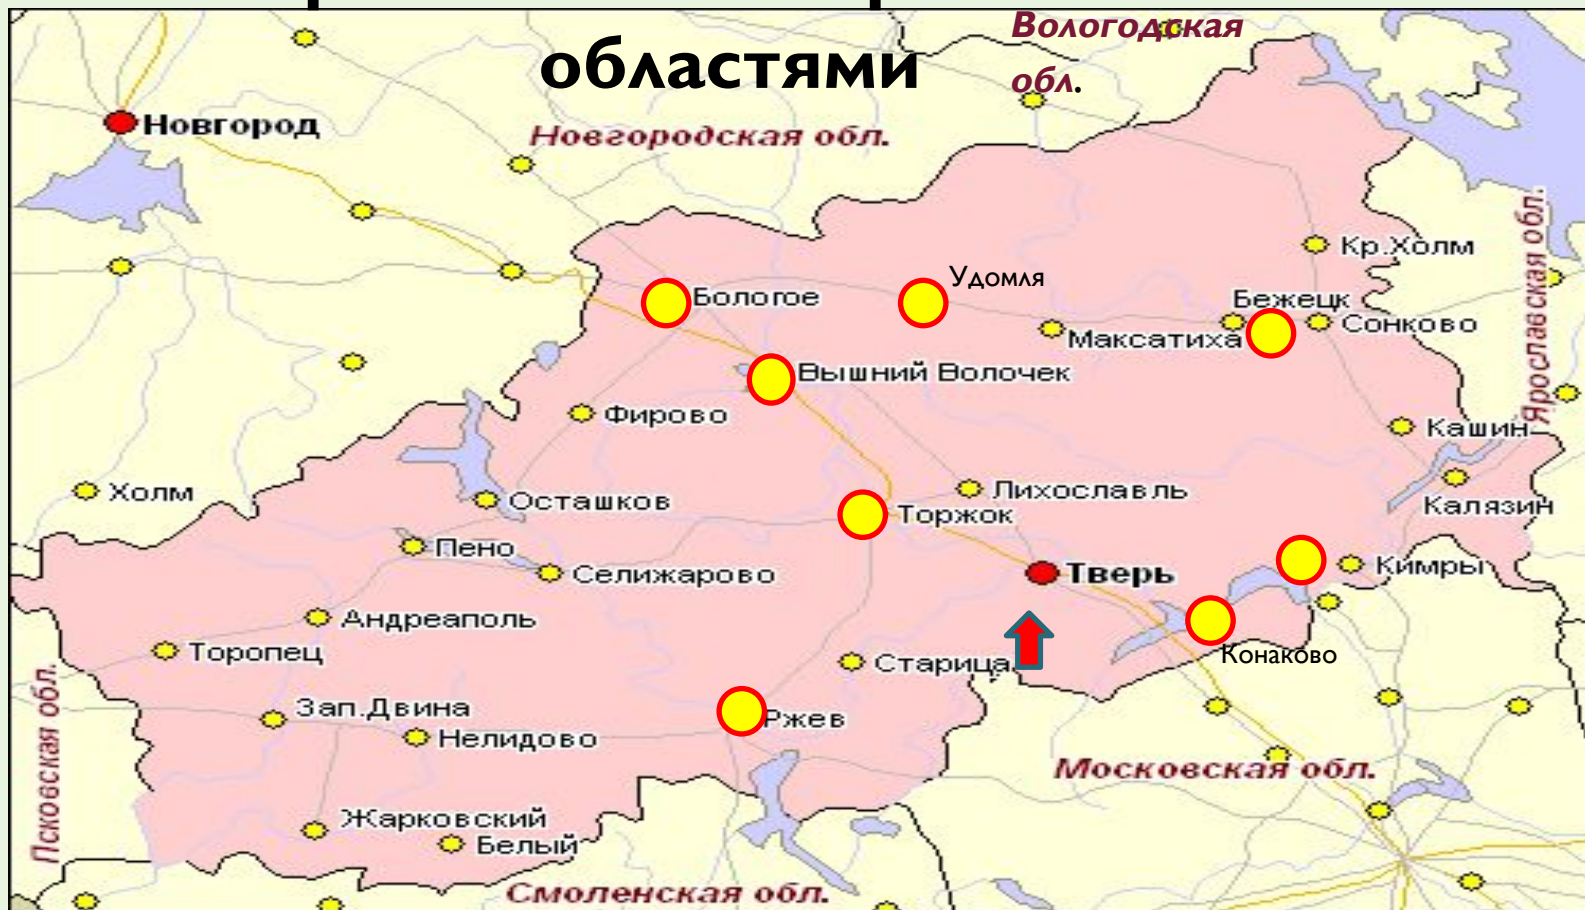 Вологодская
обл.
областями
Новгород
Новгородская обл.
Ярославская обл.
Кр.Холм
Удомля
Бологое
Бежецк
Сонково
Максатиха
Вышний Волочек
Фирово
Кашин
Холм
Осташков
Лихославль
Калязин
Торжок
Пено
Селижарово
Тверь
Кимры
Андреаполь
Торопец
Старица
Конаково
Псковская обл.
Зап.Двина
Ржев
Нелидово
Московская обл.
Жарковский
Белый
Смоленская обл.